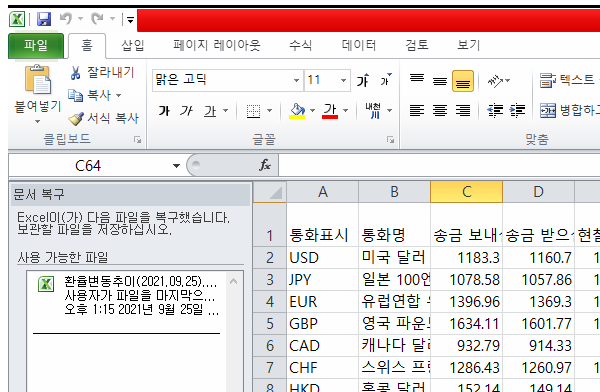 파일 홈 삽입 페이지 레이아웃 수식 데이터 검토 보기
붙여넣기
잘라내기
복사
서식 복사
클립보드
맑은 고딕 11 가 가
가 가 가 가 내천 川
글꼴
텍스트
병합하고
맞춤
C64 fx
문서 복구
Excel이(가) 다음 파일을 복구했습니다.
보관할 파일을 저장하십시오.
사용 가능한 파일
환율변동추이(2021,09,25)....
사용자가 파일을 마지막으...
오후 1:15 2021년 9월 25일 ...
A B C D
1 통화표시 통화명 송금 보내 송금 받으 현찰
2 USD 미국 달러 1183.3 1160.7 1
3 JPY 일본 100엔 1078.58 1057.86 1
4 EUR 유럽연합 1396.96 1369.3 1
5 GBP 영국 파운드 1634.11 1601.77 1
6 CAD 캐나다 달러 932.79 914.33
7 CHF 스위스 프랑 1286.43 1260.97 1
8 HKD 홍콩 달러 152.14 149.14